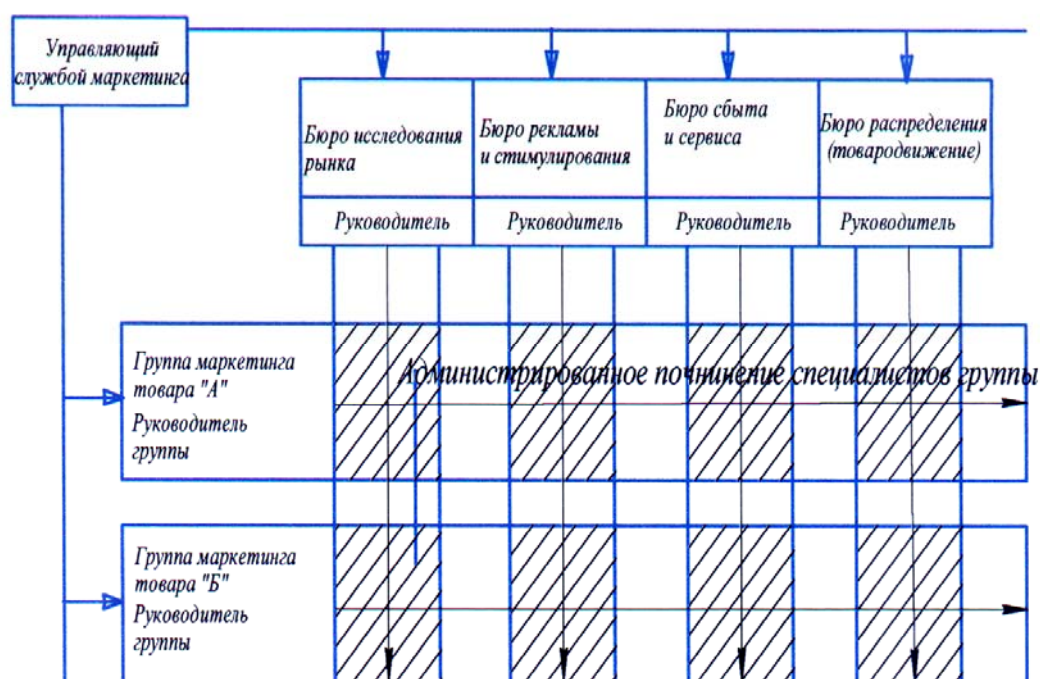 Управляющий
службой маркетинга
Бюро исследования
рынка
Бюро рекламы
и стимулирования
Бюро сбыта
и сервиса
Бюро распределения
(товародвижение)
Руководитель
Руководитель
Руководитель
Руководитель
Группа маркетинга
товара "А"
Руководитель
группы
Администрированное почнинение специалистов группы
Группа маркетинга
товара "Б"
Руководитель
группы